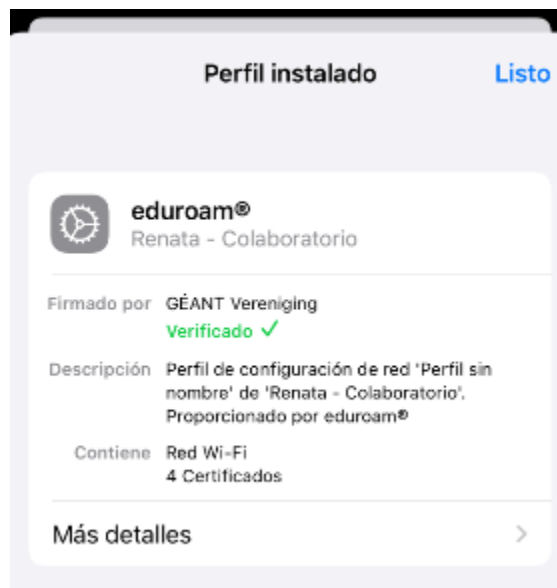 Perfil instalado
Listo
eduroam®
Renata - Colaboratorio
Firmado por GÉANT Vereniging
Verificado ✓
Descripción Perfil de configuración de red 'Perfil sin
nombre' de 'Renata - Colaboratorio'.
Proporcionado por eduroam®
Contiene Red Wi-Fi
4 Certificados
Más detalles